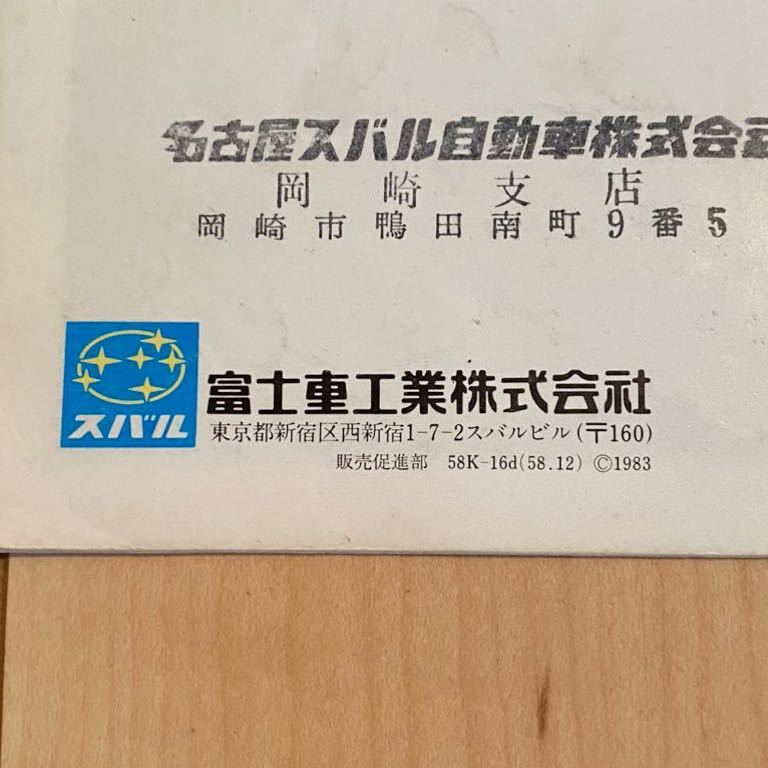 名古屋スバル自動車株式会社
岡崎支店
岡崎市鴨田南町9番5
スバル
富士重工業株式会社
東京都新宿区西新宿1-7-2スバルビル(〒160)
販売促進部 58K-16d(58.12) ©1983